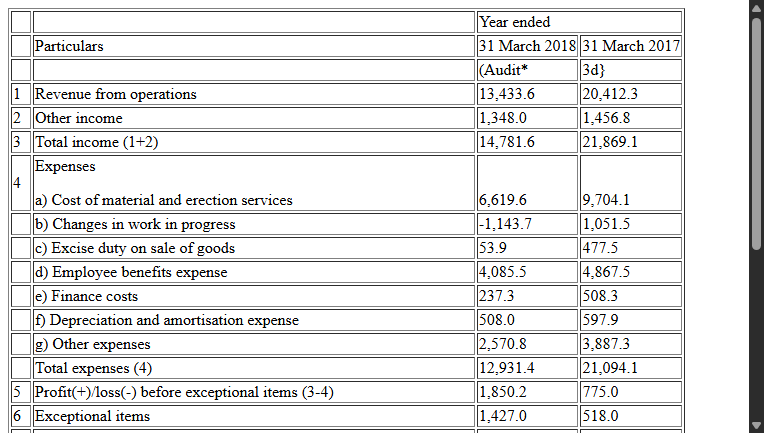 Year ended
Particulars 31 March 2018 31 March 2017
(Audit* 3d}
1 Revenue from operations 13,433.6 20,412.3
2 Other income 1,348.0 1,456.8
3 Total income (1+2) 14,781.6 21,869.1
Expenses
4
a) Cost of material and erection services 6,619.6 9,704.1
b) Changes in work in progress -1,143.7 1,051.5
c) Excise duty on sale of goods 53.9 477.5
d) Employee benefits expense 4,085.5 4,867.5
e) Finance costs 237.3 508.3
f) Depreciation and amortisation expense 508.0 597.9
g) Other expenses 2,570.8 3,887.3
Total expenses (4) 12,931.4 21,094.1
5 Profit(+)/loss(-) before exceptional items (3-4) 1,850.2 775.0
6 Exceptional items 1,427.0 518.0